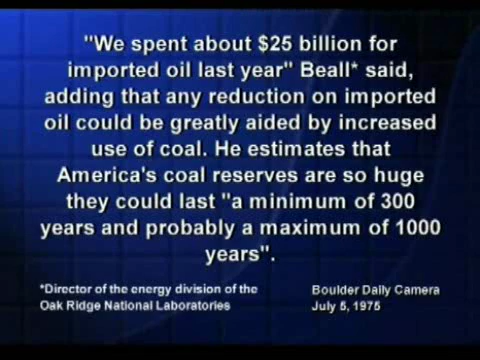 "We spent about $25 billion for
imported oil last year" Beall* said,
adding that any reduction on imported
oil could be greatly aided by increased
use of coal. He estimates that
America's coal reserves are so huge
they could last "a minimum of 300
years and probably a maximum of 1000
years".
*Director of the energy division of the
Oak Ridge National Laboratories
Boulder Daily Camera
July 5, 1975